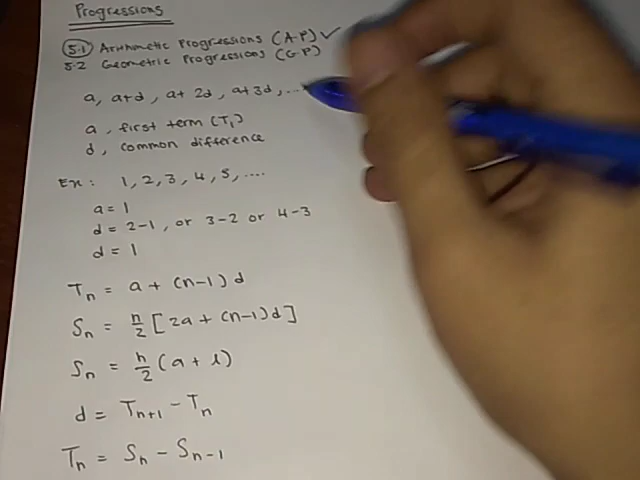 Progressions
5.1 Arithmetic Progressions (A.P) ✓
5.2 Geometric Progressions (G.P)
a, a+d, a+2d, a+3d, ...
a, first term (T₁)
d, common difference
Ex: 1, 2, 3, 4, 5, ....
a = 1
d = 2-1, or 3-2 or 4-3
d = 1
Tₙ = a + (n-1)d
Sₙ = n/2 [2a + (n-1)d]
Sₙ = n/2 (a + l)
d = Tₙ₊₁ - Tₙ
Tₙ = Sₙ - Sₙ₋₁